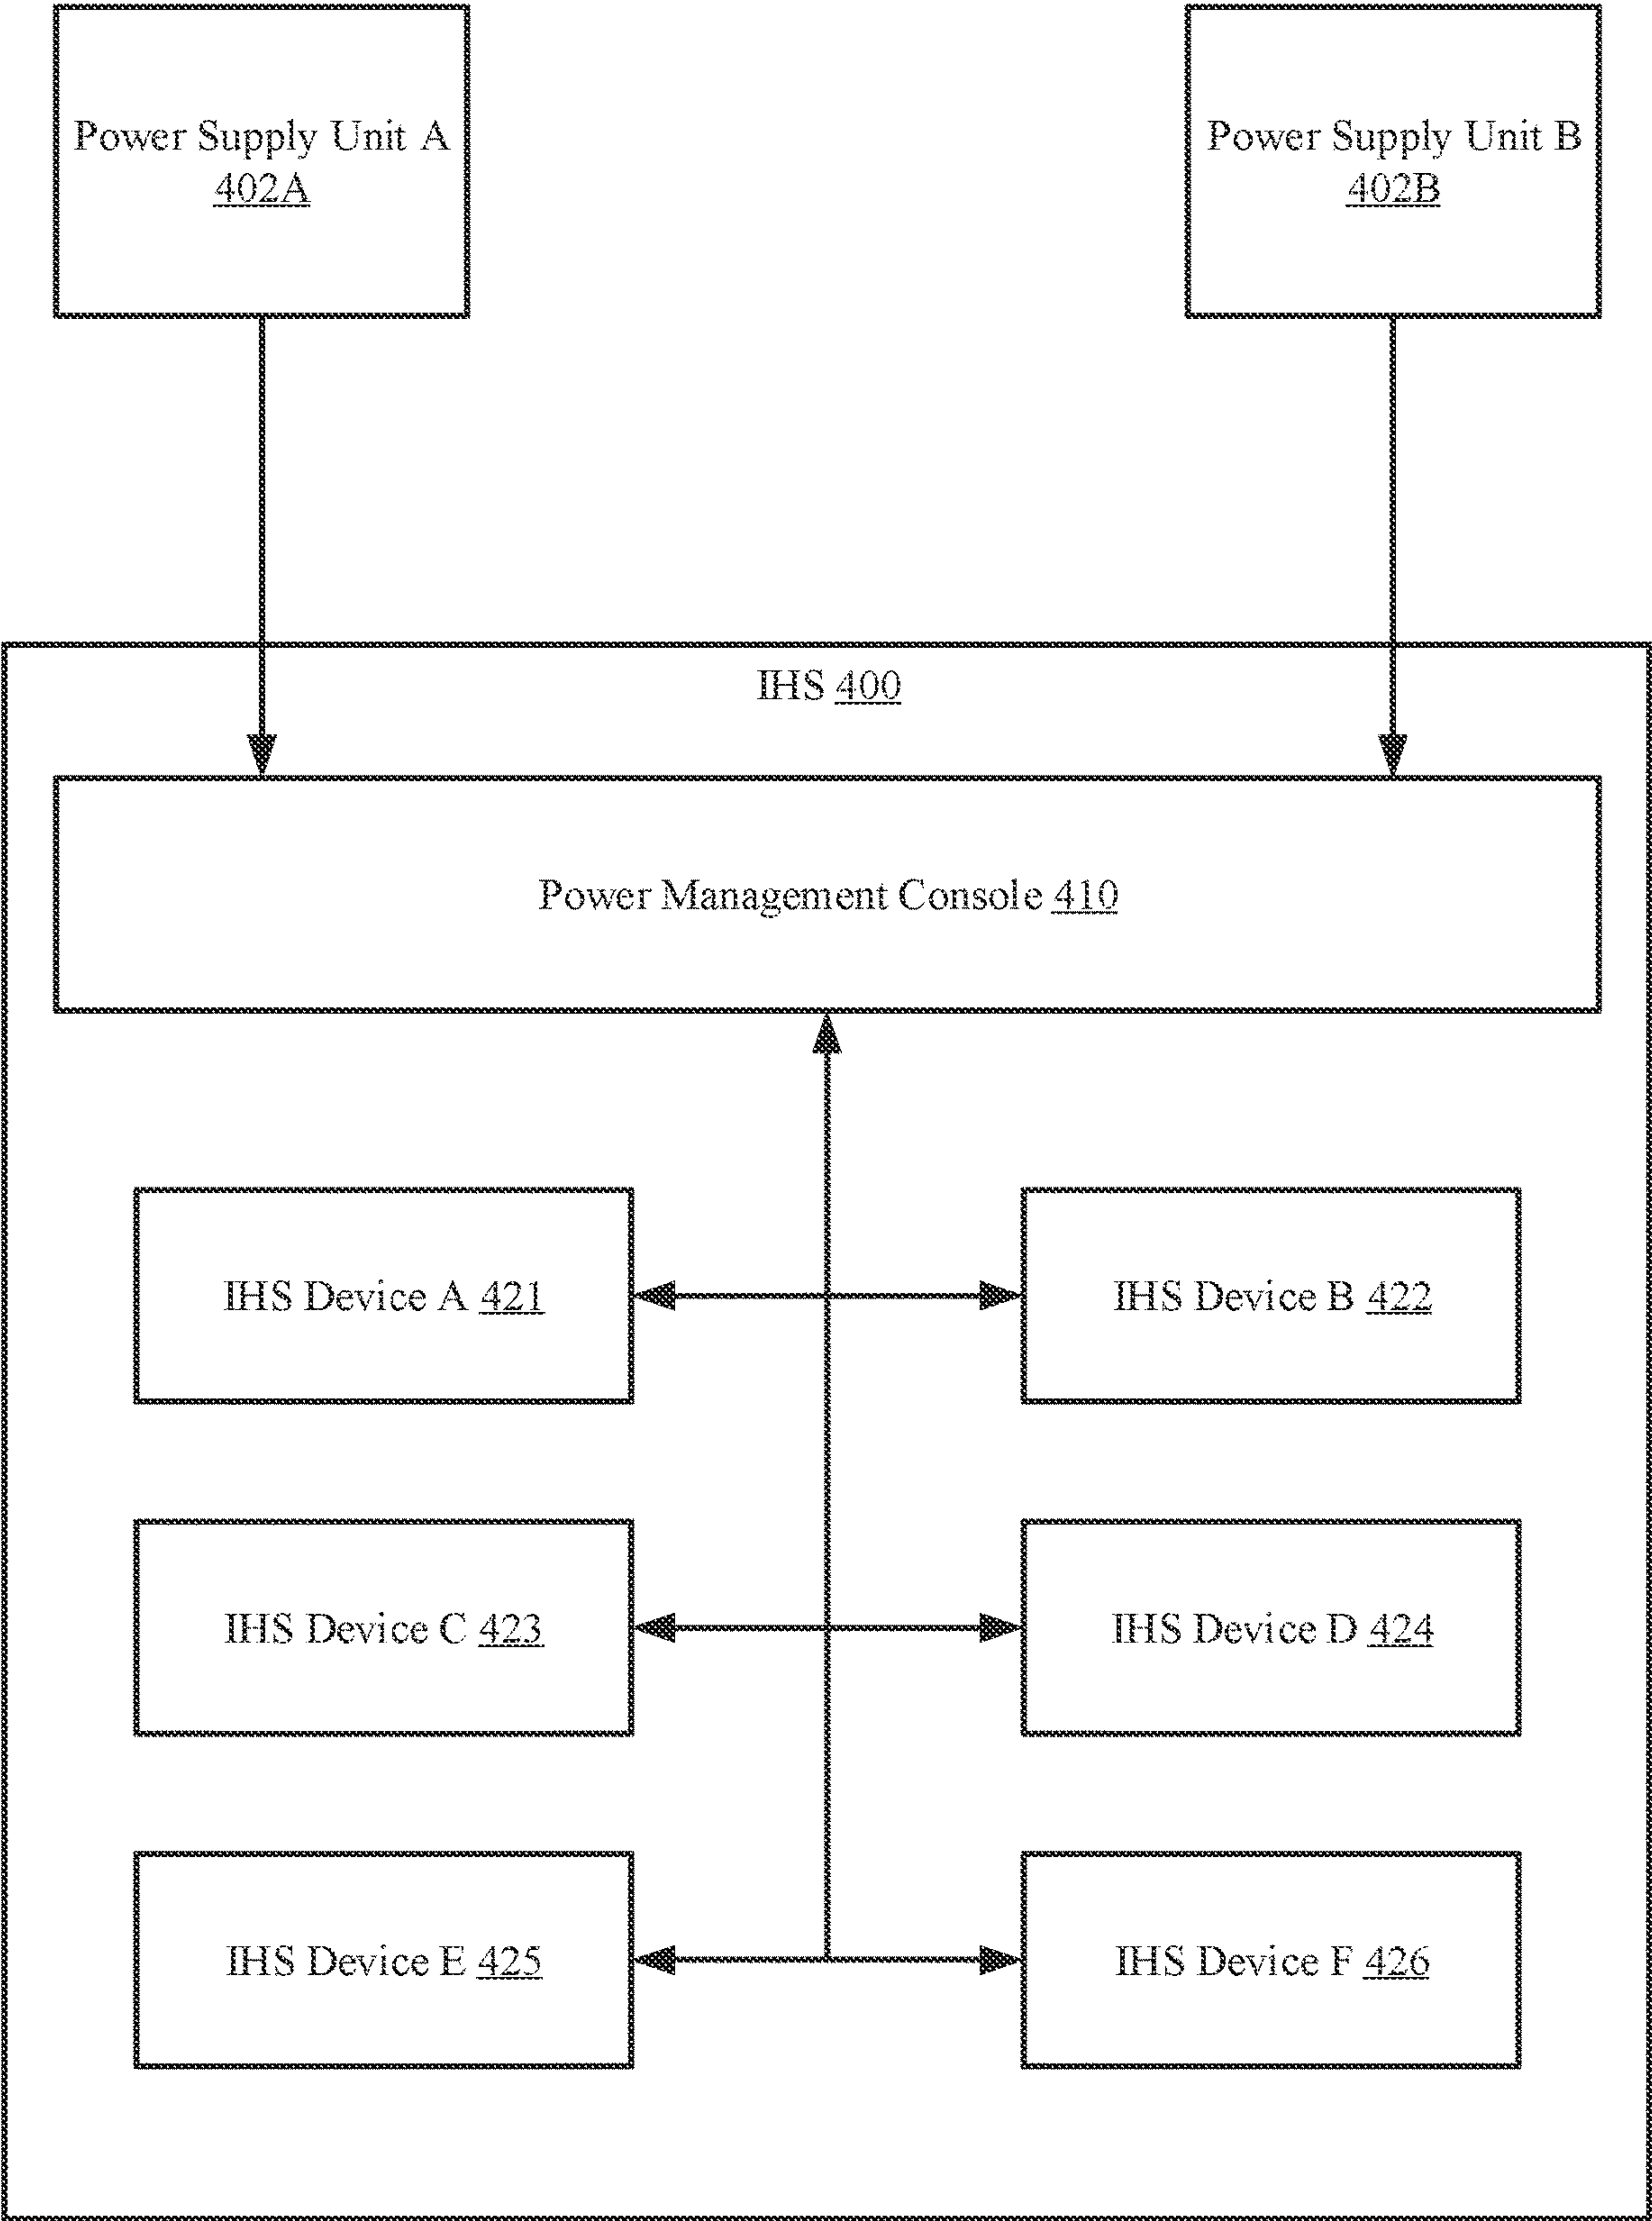 Power Supply Unit A
402A
Power Supply Unit B
402B
IHS 400
Power Management Console 410
IHS Device A 421
IHS Device B 422
IHS Device C 423
IHS Device D 424
IHS Device E 425
IHS Device F 426